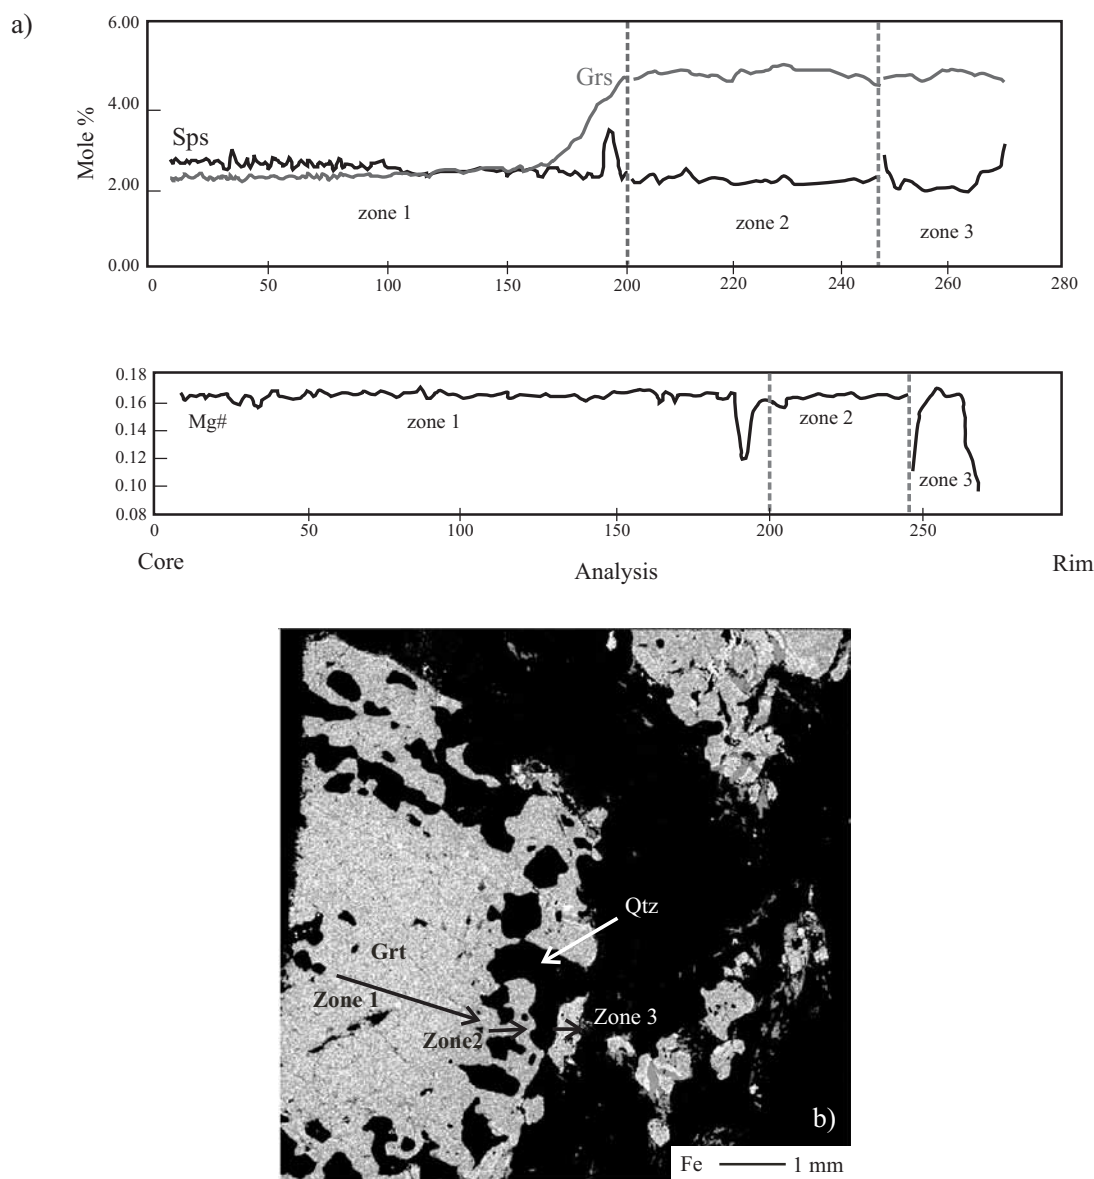 a)
6.00
4.00
2.00
0.00
Mole %
Sps
Grs
zone 1
zone 2
zone 3
0 50 100 150 200 220 240 260 280
0.18
0.16
0.14
0.12
0.10
0.08
Mg#
zone 1
zone 2
zone 3
0 50 100 150 200 250
Core
Analysis
Rim
Qtz
Grt
Zone 1
Zone2
Zone 3
b)
Fe 1 mm